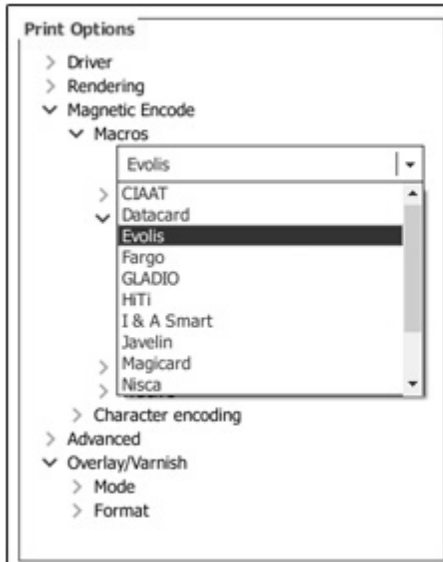 Print Options
Driver
Rendering
Magnetic Encode
Macros
Evolis
CIAAT
Datacard
Evolis
Fargo
GLADIO
HiTi
I & A Smart
Javelin
Magicard
Nisca
Character encoding
Advanced
Overlay/Varnish
Mode
Format